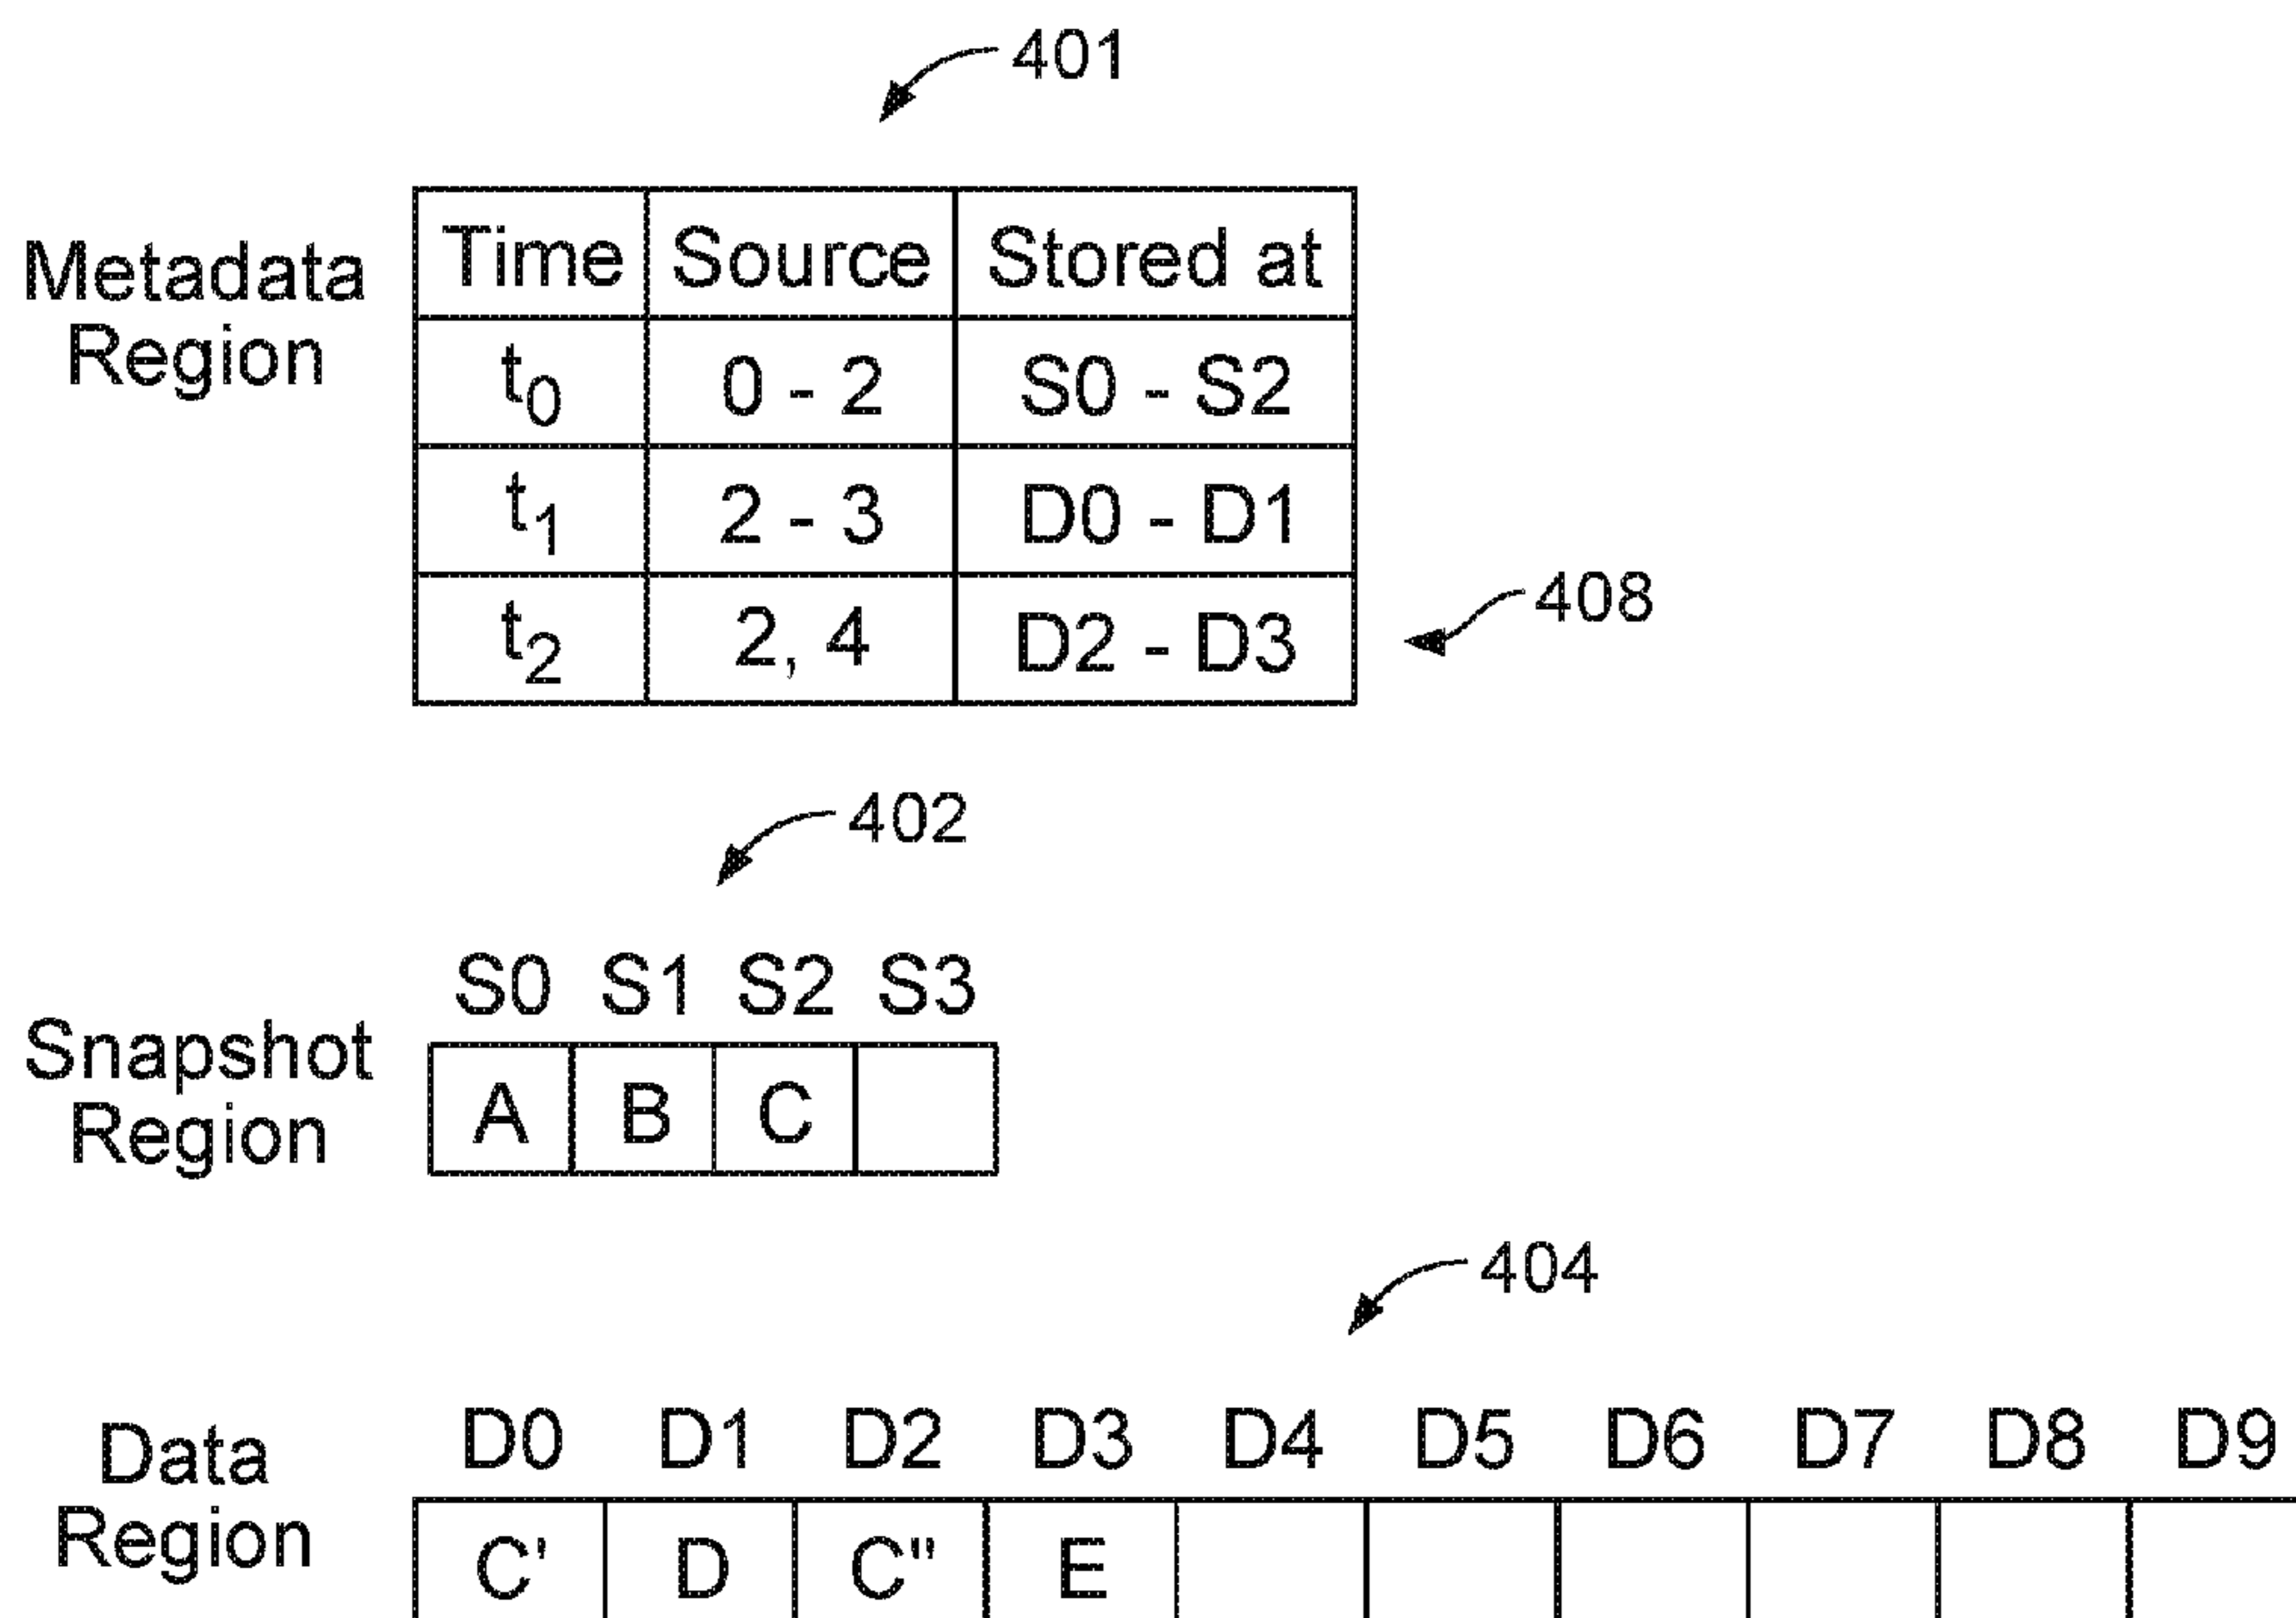 401
Metadata
Region
Time Source Stored at
t₀ 0 - 2 S0 - S2
t₁ 2 - 3 D0 - D1
t₂ 2, 4 D2 - D3
408
402
S0 S1 S2 S3
Snapshot
Region
A B C
404
D0 D1 D2 D3 D4 D5 D6 D7 D8 D9
Data
Region
C' D C" E